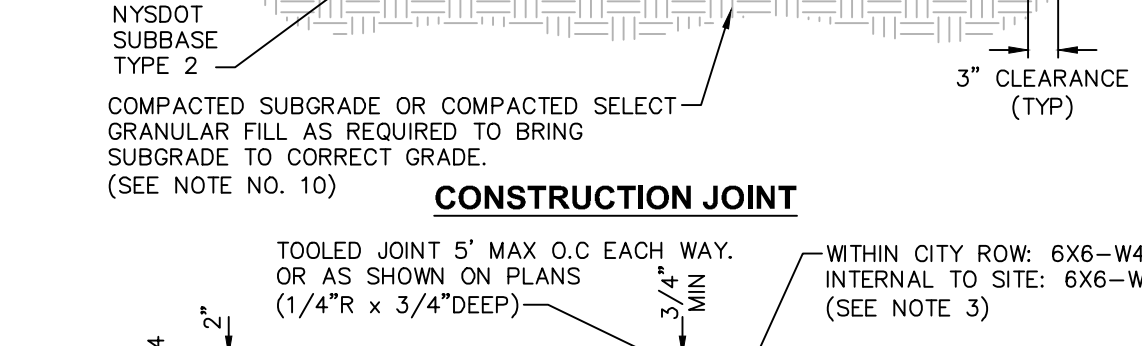 NYSDOT
SUBBASE
TYPE 2
3" CLEARANCE
(TYP)
COMPACTED SUBGRADE OR COMPACTED SELECT
GRANULAR FILL AS REQUIRED TO BRING
SUBGRADE TO CORRECT GRADE.
(SEE NOTE NO. 10)
CONSTRUCTION JOINT
TOOLED JOINT 5' MAX O.C EACH WAY.
OR AS SHOWN ON PLANS
(1/4"R x 3/4"DEEP)
3/4"
MIN
WITHIN CITY ROW: 6X6-W4
INTERNAL TO SITE: 6X6-W
(SEE NOTE 3)
2"
4